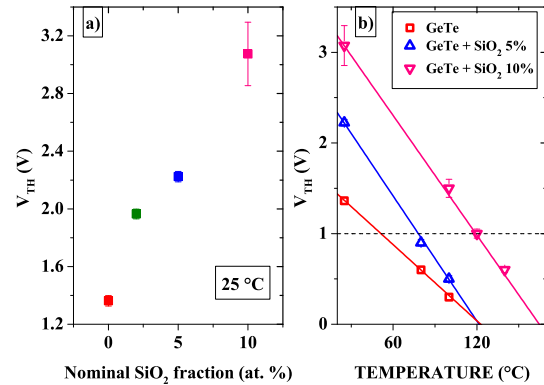 a)
3.2
2.8
2.4
2.0
1.6
1.2
V_TH (V)
25 °C
0 5 10
Nominal SiO₂ fraction (at. %)
b)
GeTe
GeTe + SiO₂ 5%
GeTe + SiO₂ 10%
3
2
1
0
V_TH (V)
60 120
TEMPERATURE (°C)